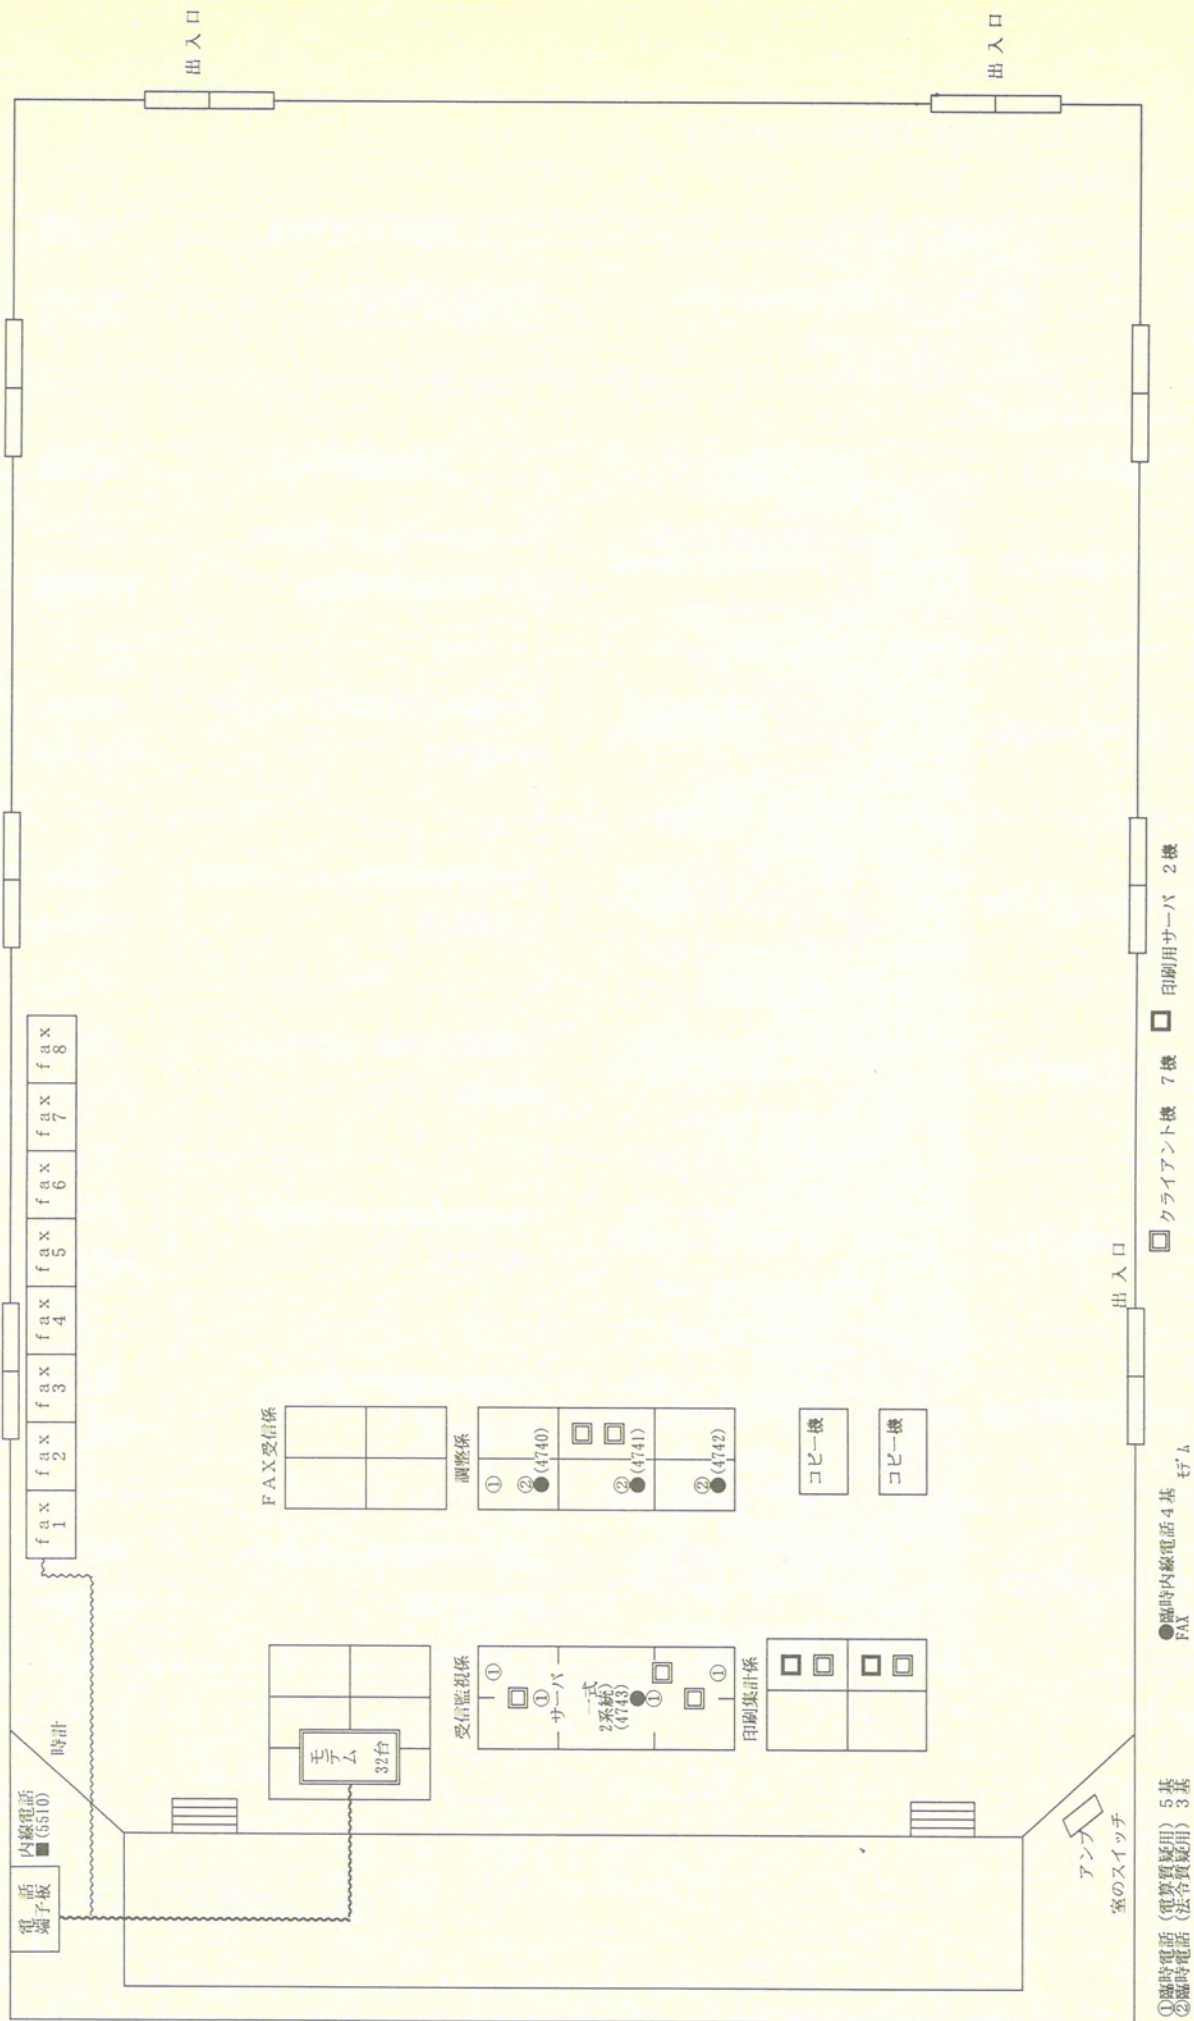 電話
端子板
内線電話
■(5510)
時計
fax
1
fax
2
fax
3
fax
4
fax
5
fax
6
fax
7
fax
8
出入口
モデム
32台
FAX受信係
受信監視係
①
①
サーバ
一式
2系統)
(4743)
●
①
①
調整係
①
②
●(4740)
②
●(4741)
②
●(4742)
印刷集計係
コピー機
コピー機
アンプ
室のスイッチ
出入口
出入口
①臨時電話(電算質疑用) 5基
②臨時電話(法令質疑用) 3基
●臨時内線電話4基
FAX
モデム
クライアント機 7機
印刷用サーバ 2機